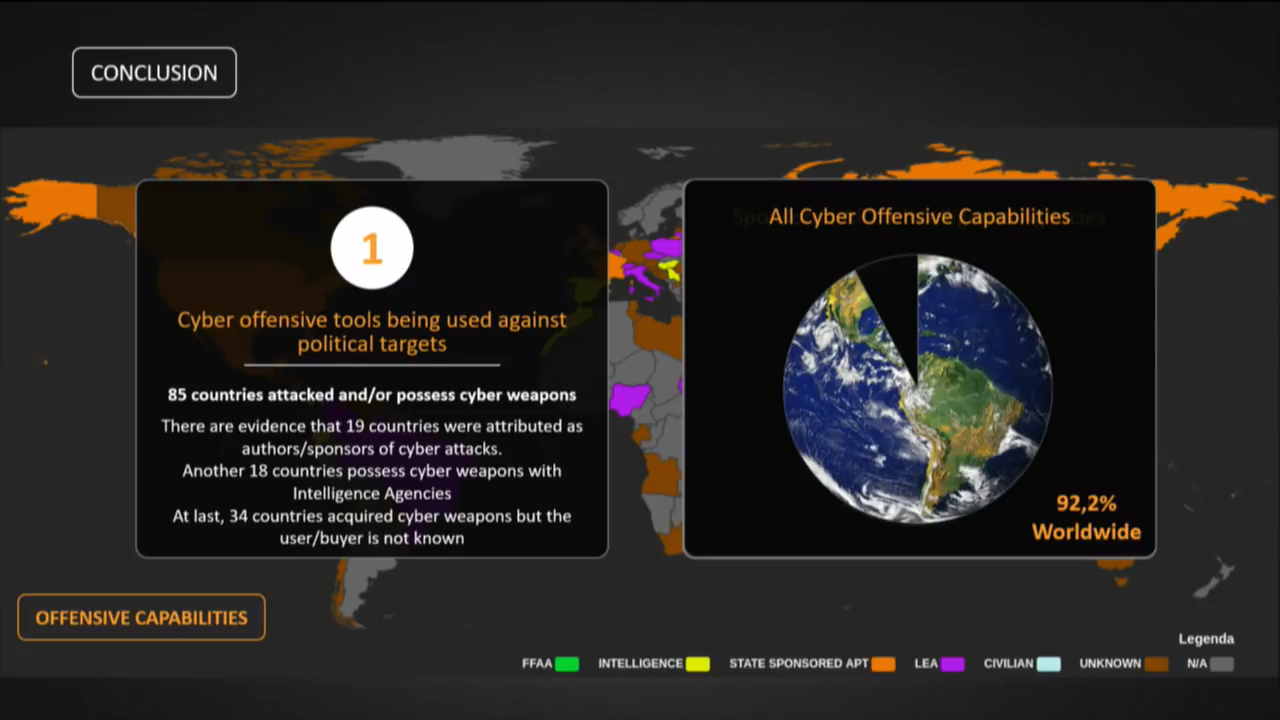 CONCLUSION
1
Cyber offensive tools being used against
political targets
85 countries attacked and/or possess cyber weapons
There are evidence that 19 countries were attributed as
authors/sponsors of cyber attacks.
Another 18 countries possess cyber weapons with
Intelligence Agencies
At last, 34 countries acquired cyber weapons but the
user/buyer is not known
All Cyber Offensive Capabilities
92,2%
Worldwide
OFFENSIVE CAPABILITIES
Legenda
FFAA INTELLIGENCE STATE SPONSORED APT LEA CIVILIAN UNKNOWN N/A